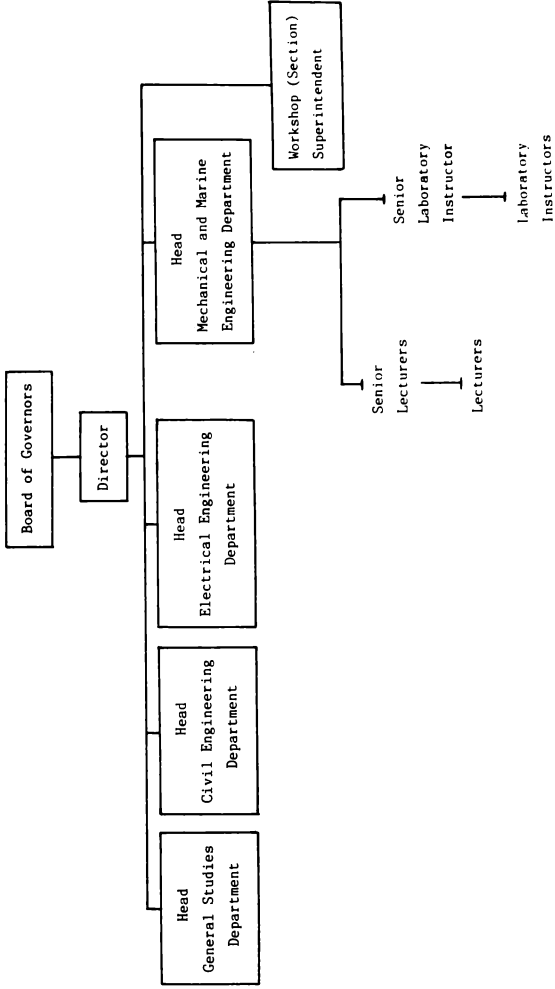 Board of Governors
Director
Head
General Studies
Department
Head
Civil Engineering
Department
Head
Electrical Engineering
Department
Head
Mechanical and Marine
Engineering Department
Workshop (Section)
Superintendent
Senior
Lecturers
Lecturers
Senior
Laboratory
Instructor
Laboratory
Instructors